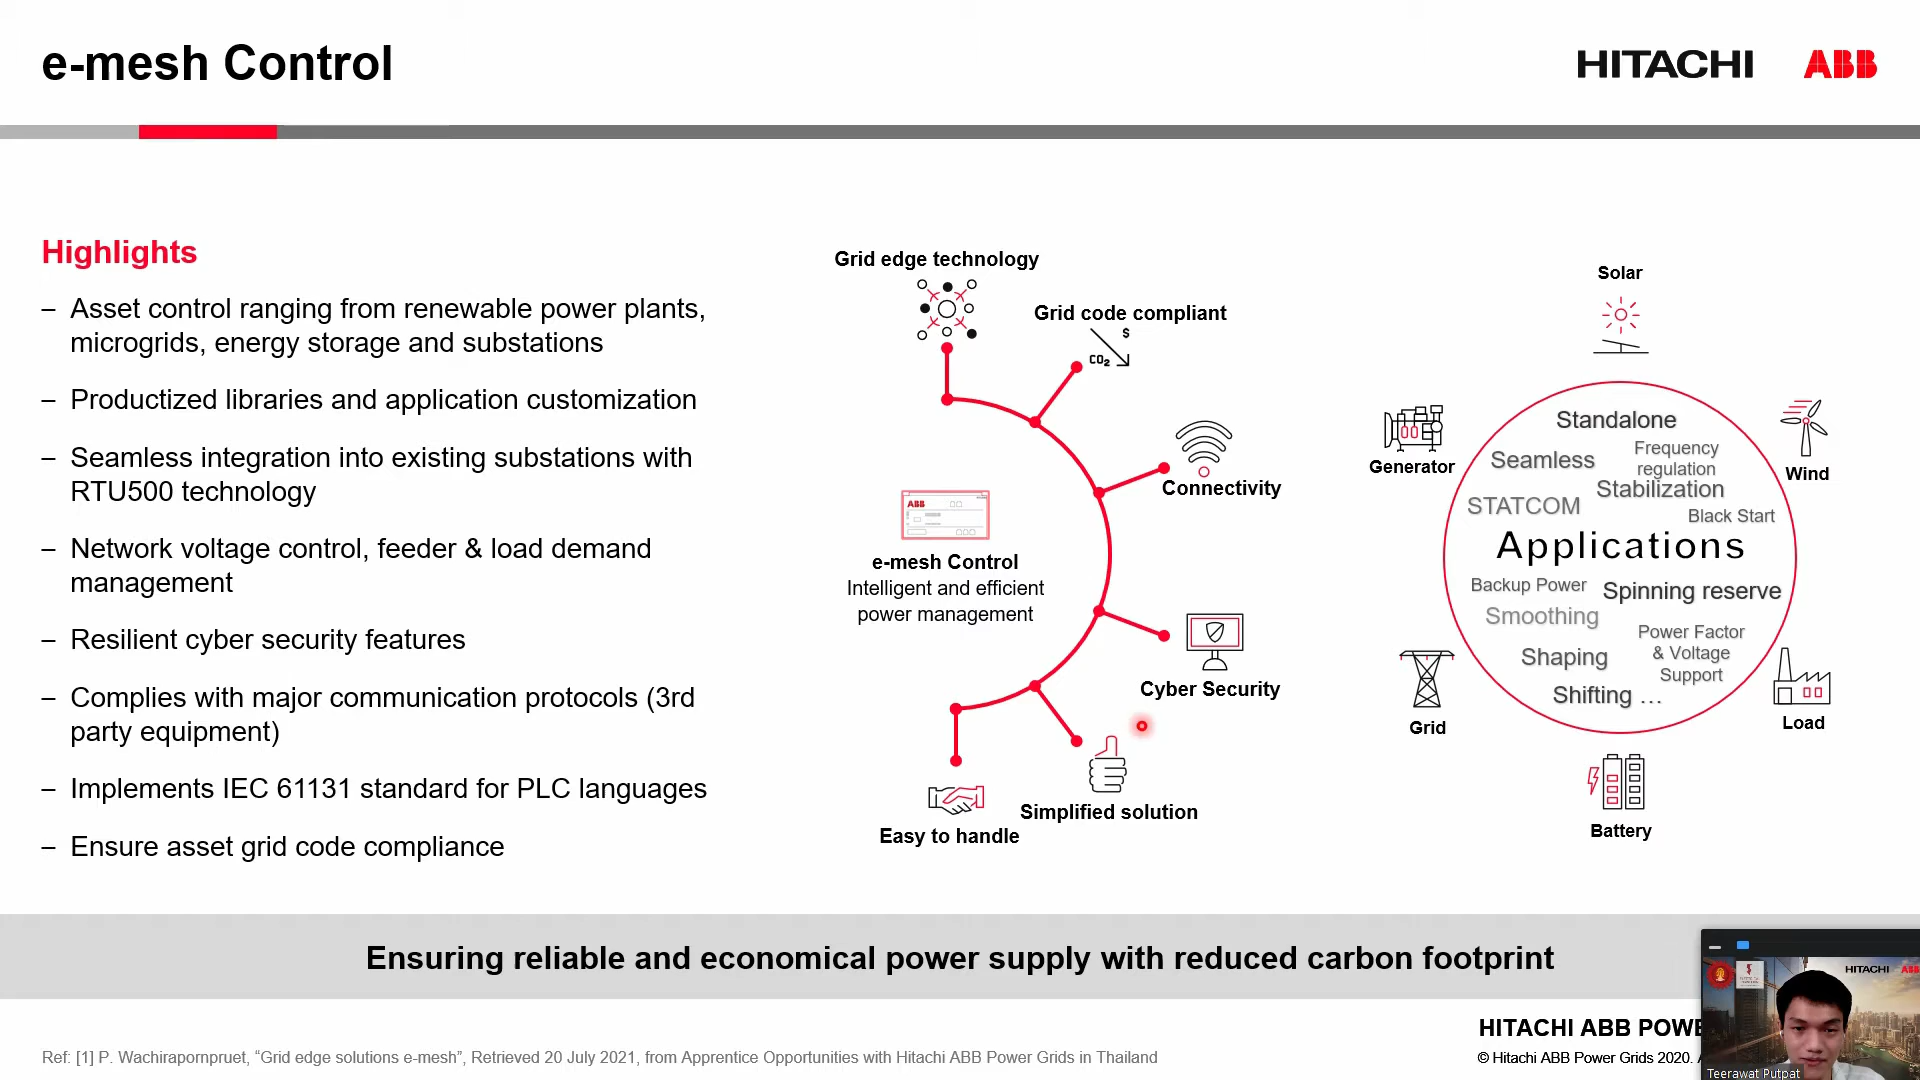 e-mesh Control
HITACHI ABB
Highlights
– Asset control ranging from renewable power plants,
microgrids, energy storage and substations
– Productized libraries and application customization
– Seamless integration into existing substations with
RTU500 technology
– Network voltage control, feeder & load demand
management
– Resilient cyber security features
– Complies with major communication protocols (3rd
party equipment)
– Implements IEC 61131 standard for PLC languages
– Ensure asset grid code compliance
Grid edge technology
Grid code compliant
$
CO₂
Connectivity
ABB
e-mesh Control
Intelligent and efficient
power management
Cyber Security
Simplified solution
Easy to handle
Solar
Generator
Wind
Standalone
Seamless
Frequency
regulation
Stabilization
STATCOM
Black Start
Applications
Backup Power
Spinning reserve
Smoothing
Power Factor
& Voltage
Support
Shaping
Shifting ...
Grid
Load
Battery
Ensuring reliable and economical power supply with reduced carbon footprint
HITACHI ABB
HITACHI ABB POWE
Ref: [1] P. Wachirapornpruet, “Grid edge solutions e-mesh”, Retrieved 20 July 2021, from Apprentice Opportunities with Hitachi ABB Power Grids in Thailand
© Hitachi ABB Power Grids 2020.
Teerawat Putpat